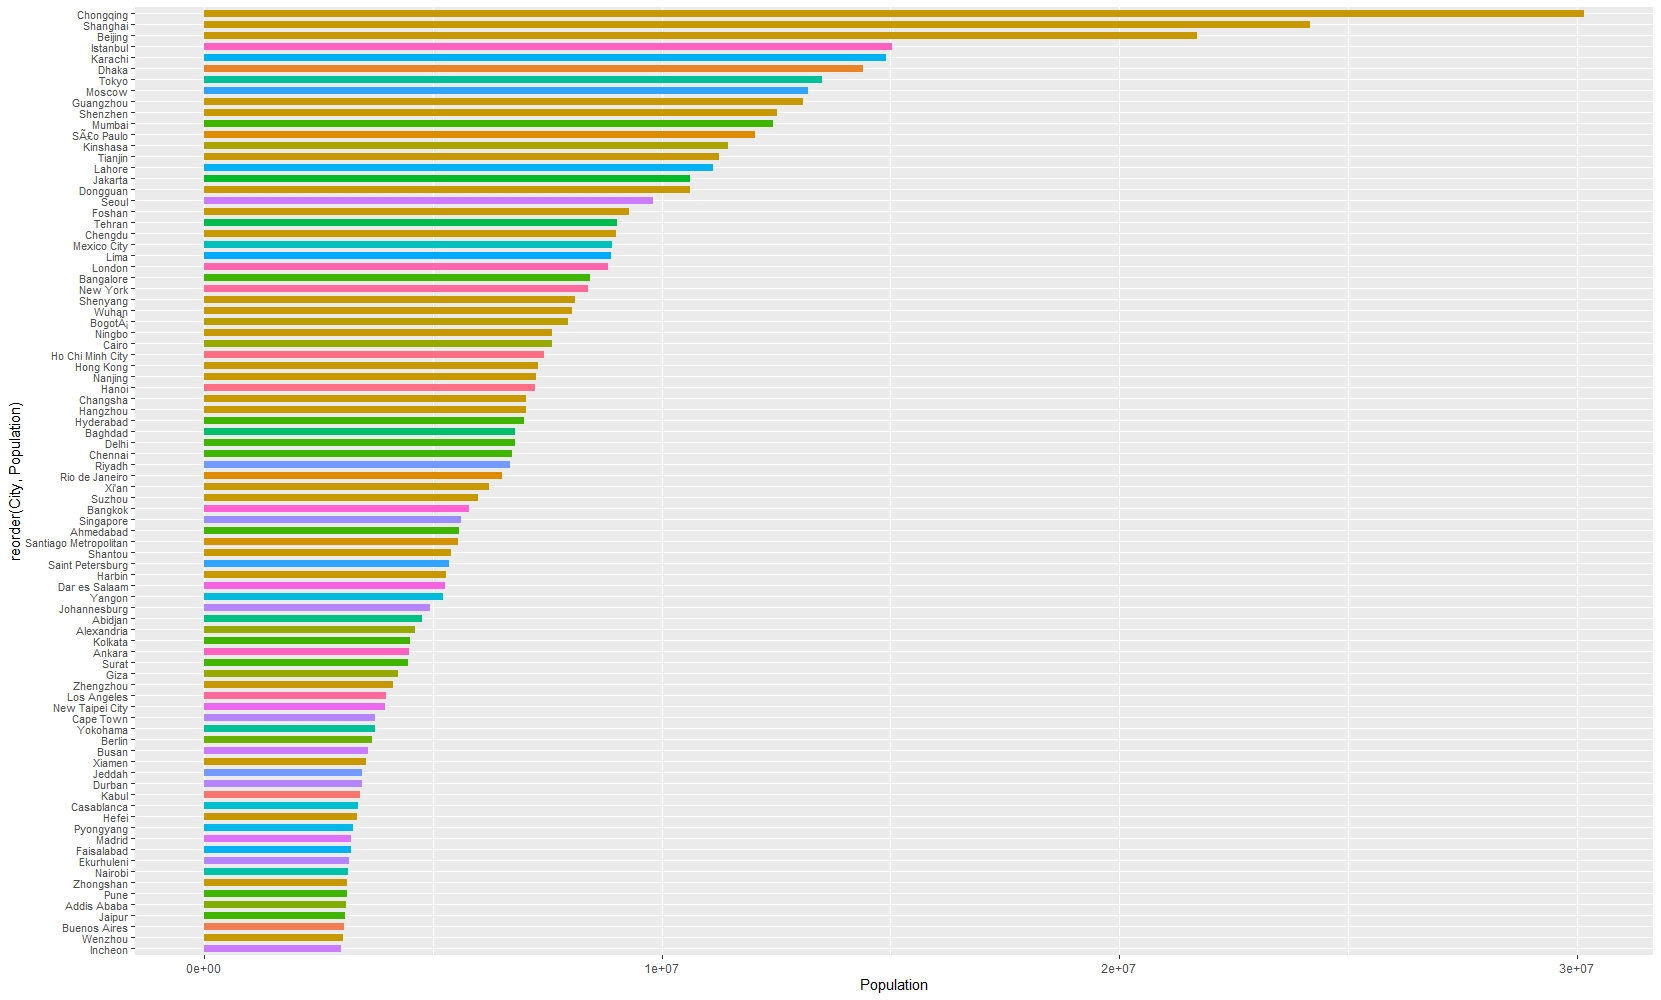 Chongqing
Shanghai
Beijing
Istanbul
Karachi
Dhaka
Tokyo
Moscow
Guangzhou
Shenzhen
Mumbai
SÃ£o Paulo
Kinshasa
Tianjin
Lahore
Jakarta
Dongguan
Seoul
Foshan
Tehran
Chengdu
Mexico City
Lima
London
Bangalore
New York
Shenyang
Wuhan
BogotÃ¡
Ningbo
Cairo
Ho Chi Minh City
Hong Kong
Nanjing
Hanoi
Changsha
Hangzhou
Hyderabad
Baghdad
Delhi
Chennai
Riyadh
Rio de Janeiro
Xi'an
Suzhou
Bangkok
Singapore
Ahmedabad
Santiago Metropolitan
Shantou
Saint Petersburg
Harbin
Dar es Salaam
Yangon
Johannesburg
Abidjan
Alexandria
Kolkata
Ankara
Surat
Giza
Zhengzhou
Los Angeles
New Taipei City
Cape Town
Yokohama
Berlin
Busan
Xiamen
Jeddah
Durban
Kabul
Casablanca
Hefei
Pyongyang
Madrid
Faisalabad
Ekurhuleni
Nairobi
Zhongshan
Pune
Addis Ababa
Jaipur
Buenos Aires
Wenzhou
Incheon
reorder(City, Population)
0e+00 1e+07 2e+07 3e+07
Population